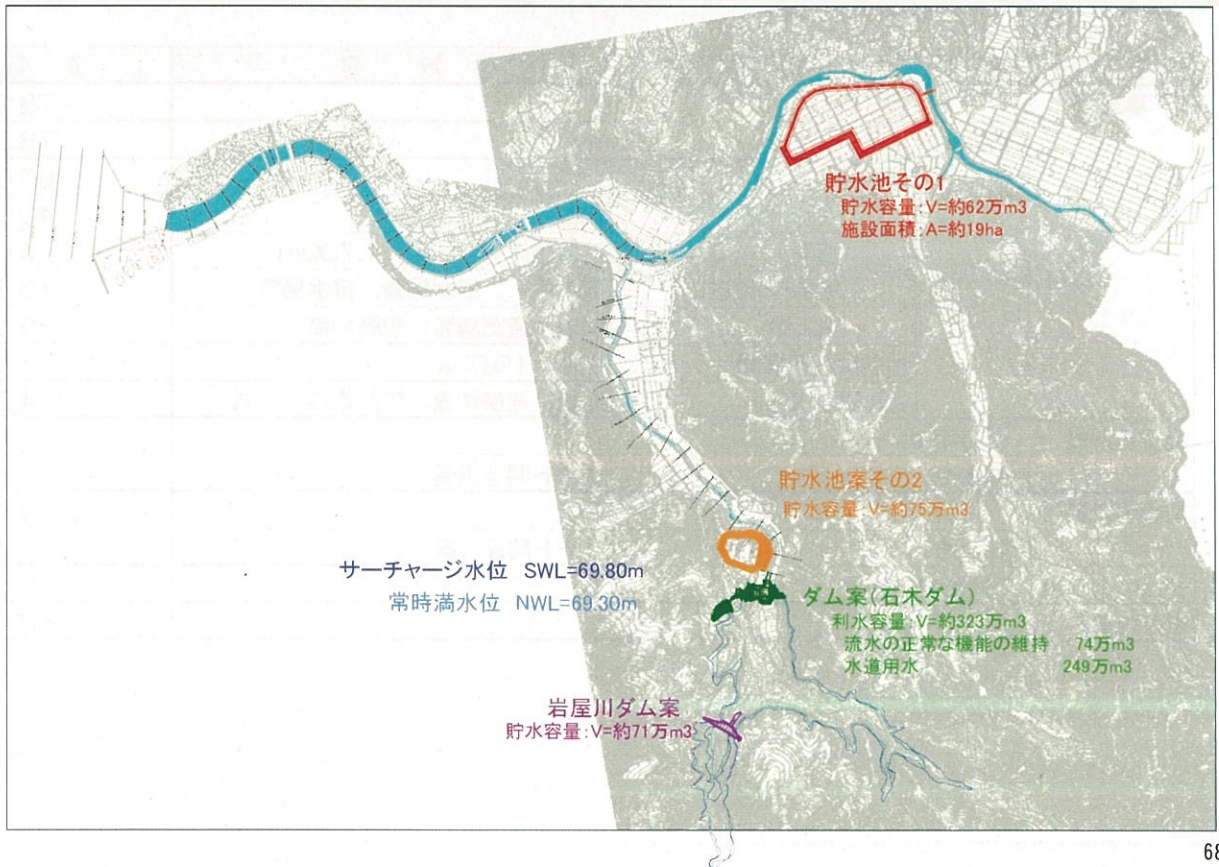 貯水池その1
貯水容量:V=約62万m3
施設面積:A=約19ha
貯水池案その2
貯水容量 V=約75万m3
サーチャージ水位 SWL=69.80m
常時満水位 NWL=69.30m
ダム案(石木ダム)
利水容量:V=約323万m3
流水の正常な機能の維持 74万m3
水道用水 249万m3
岩屋川ダム案
貯水容量:V=約71万m3
68